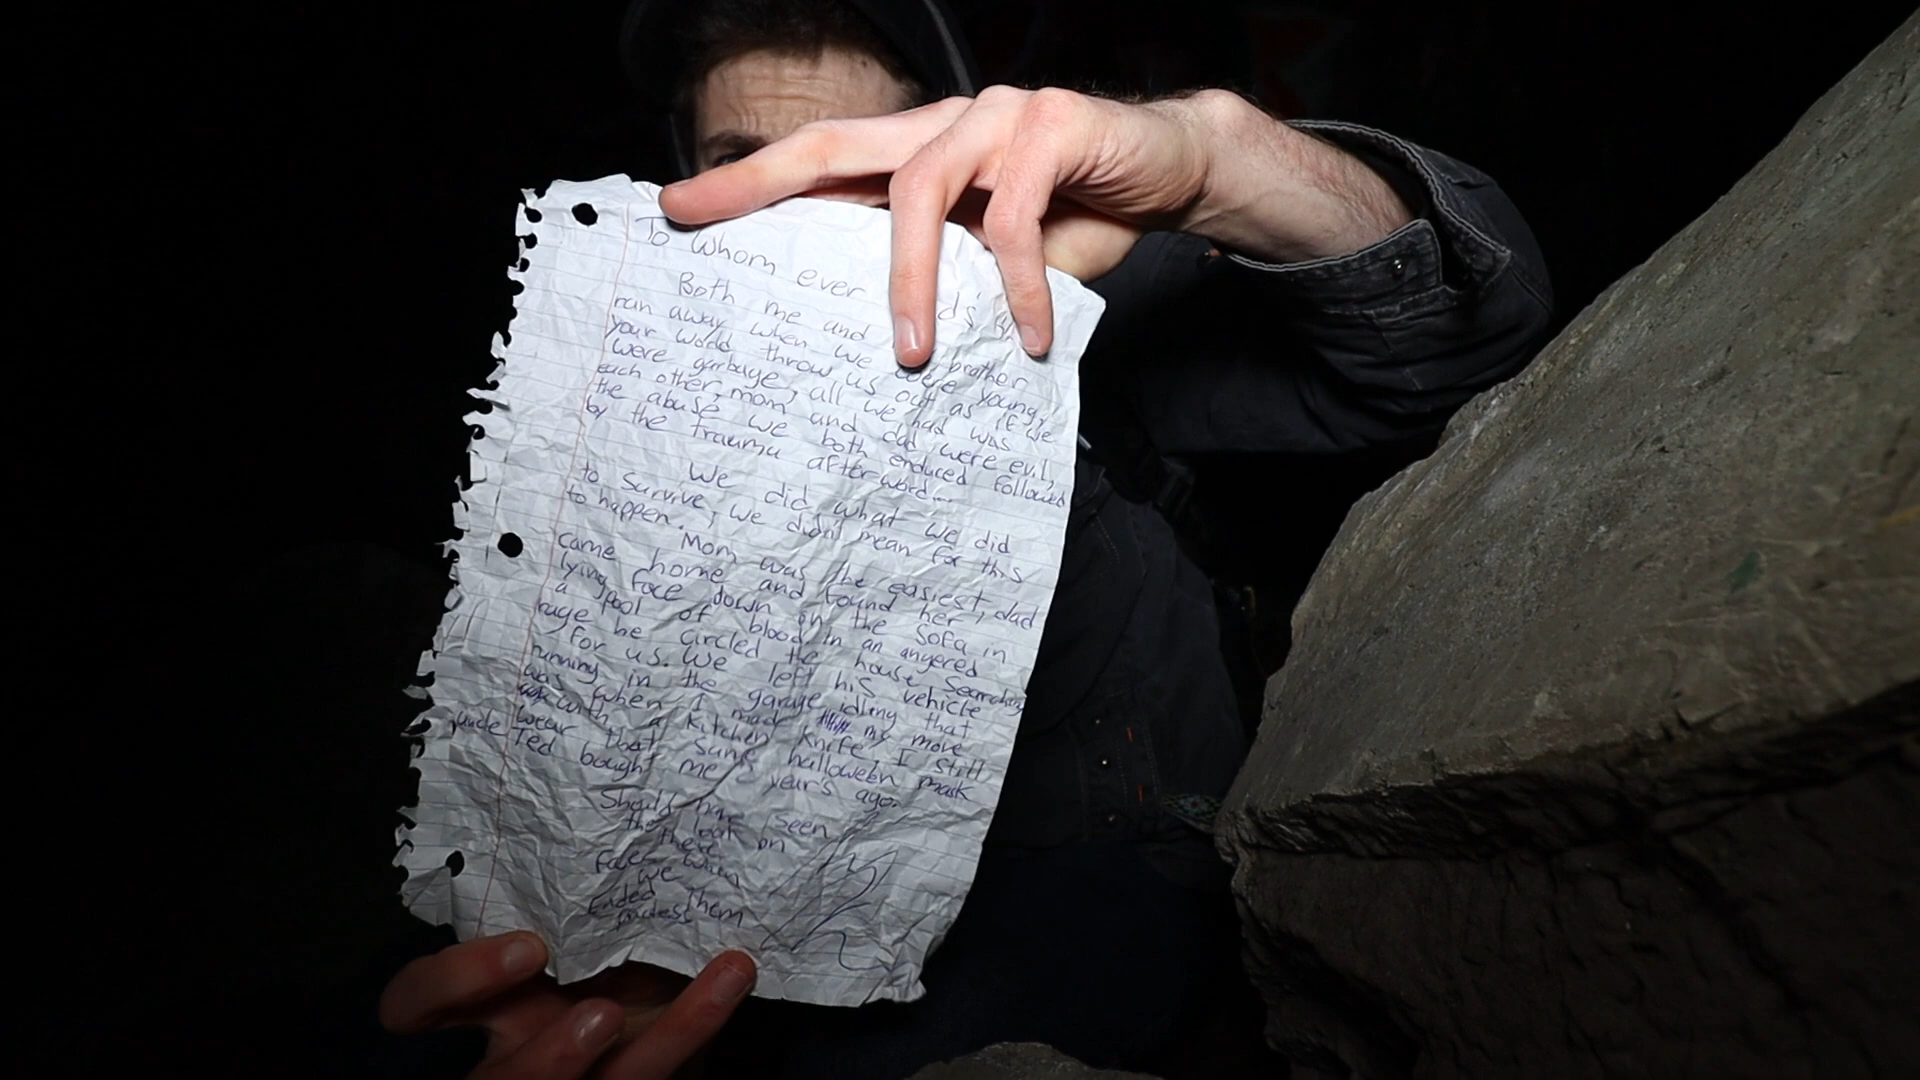 To Whom ever
Both me and brother
ran away when we were young,
your world throw us out as if we
were garbage, all we had was
each other, mom and dad were evil,
the abuse we both endured followed
by the trauma afterword...
We did what we did
to survive, we didn't mean for this
to happen.
Mom was the easiest, dad
came home and found her
lying face down on the sofa in
a pool of blood, in an angered
rage he circled the house searching
for us. We left his vehicle
running in the garage idling that
was when I made my move
with a kitchen knife, I still
wear that same halloween mask
uncle Ted bought me years ago.
Should have seen
the look on
there
face when
we
Ended them